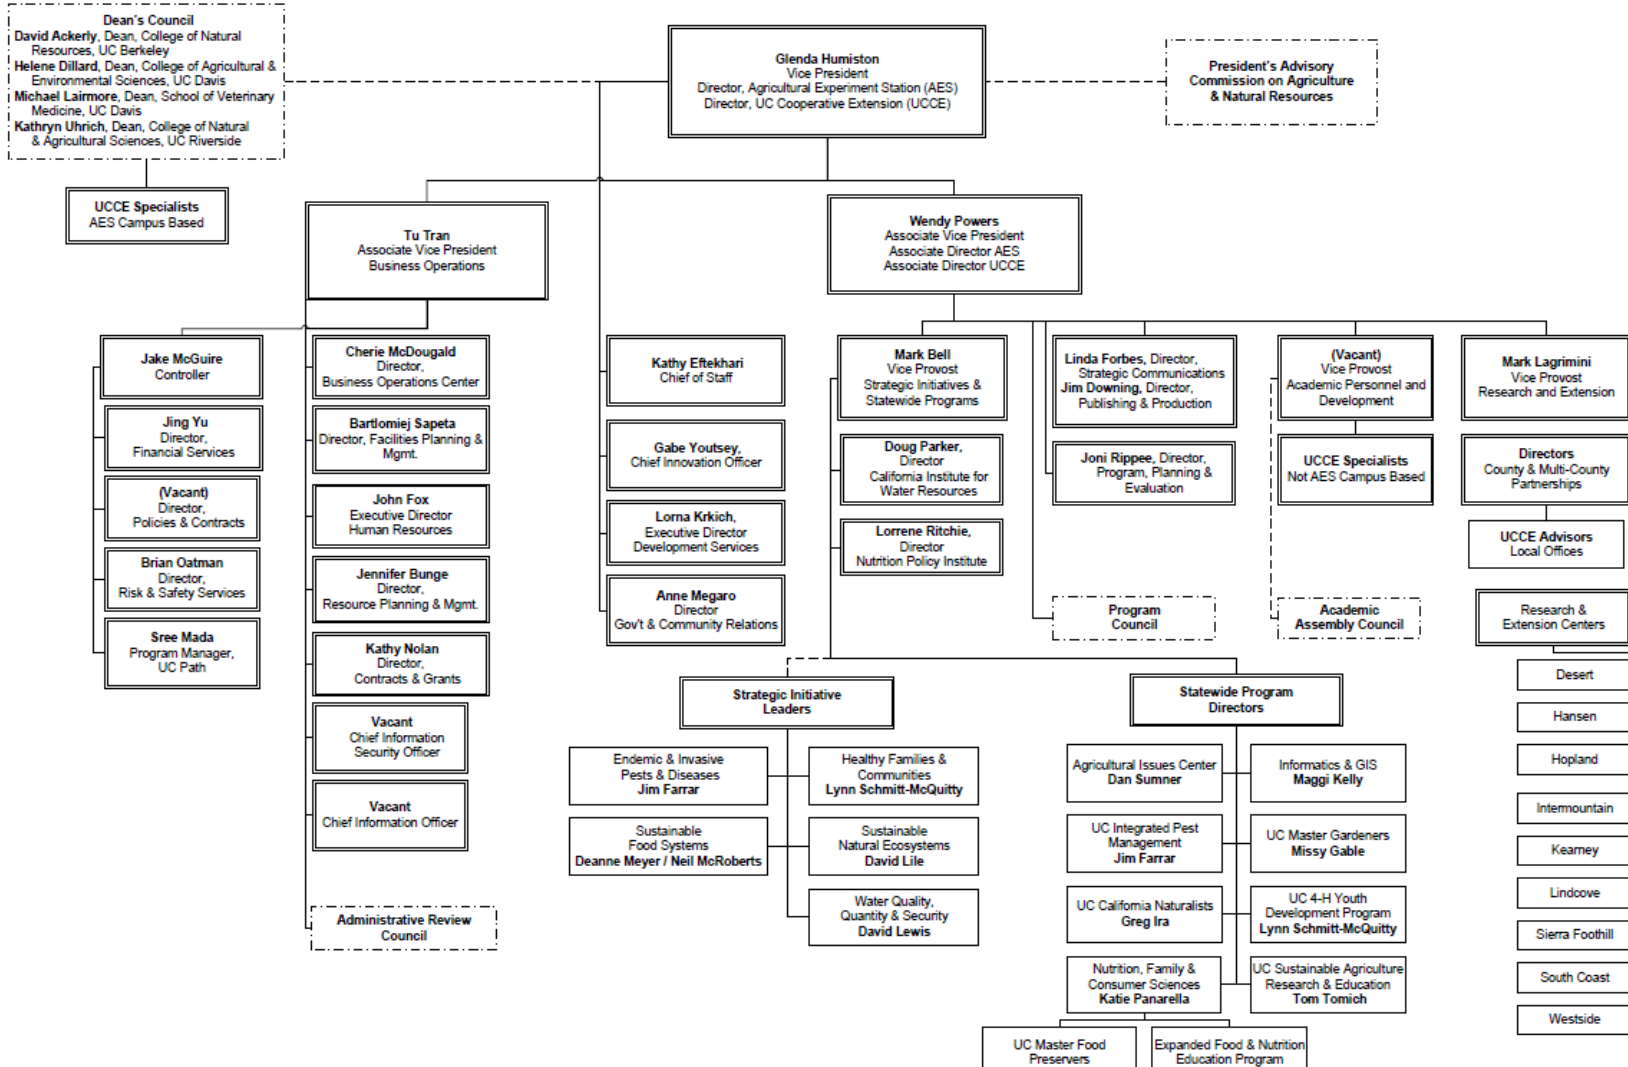 Dean's Council
David Ackerly, Dean, College of Natural
Resources, UC Berkeley
Helene Dillard, Dean, College of Agricultural &
Environmental Sciences, UC Davis
Michael Lairmore, Dean, School of Veterinary
Medicine, UC Davis
Kathryn Uhrich, Dean, College of Natural
& Agricultural Sciences, UC Riverside
Glenda Humiston
Vice President
Director, Agricultural Experiment Station (AES)
Director, UC Cooperative Extension (UCCE)
President's Advisory
Commission on Agriculture
& Natural Resources
UCCE Specialists
AES Campus Based
Tu Tran
Associate Vice President
Business Operations
Wendy Powers
Associate Vice President
Associate Director AES
Associate Director UCCE
Jake McGuire
Controller
Jing Yu
Director,
Financial Services
(Vacant)
Director,
Policies & Contracts
Brian Oatman
Director,
Risk & Safety Services
Sree Mada
Program Manager,
UC Path
Cherie McDougald
Director,
Business Operations Center
Bartlomiej Sapeta
Director, Facilities Planning &
Mgmt.
John Fox
Executive Director
Human Resources
Jennifer Bunge
Director,
Resource Planning & Mgmt.
Kathy Nolan
Director,
Contracts & Grants
Vacant
Chief Information
Security Officer
Vacant
Chief Information Officer
Administrative Review
Council
Kathy Eftekhari
Chief of Staff
Gabe Youtsey,
Chief Innovation Officer
Lorna Krkich,
Executive Director
Development Services
Anne Megaro
Director
Gov't & Community Relations
Mark Bell
Vice Provost
Strategic Initiatives &
Statewide Programs
Doug Parker,
Director
California Institute for
Water Resources
Lorrene Ritchie,
Director
Nutrition Policy Institute
Linda Forbes, Director,
Strategic Communications
Jim Downing, Director,
Publishing & Production
Joni Rippee, Director,
Program, Planning &
Evaluation
Program
Council
(Vacant)
Vice Provost
Academic Personnel and
Development
UCCE Specialists
Not AES Campus Based
Academic
Assembly Council
Mark Lagrimini
Vice Provost
Research and Extension
Directors
County & Multi-County
Partnerships
UCCE Advisors
Local Offices
Research &
Extension Centers
Desert
Hansen
Hopland
Intermountain
Kearney
Lindcove
Sierra Foothill
South Coast
Westside
Strategic Initiative
Leaders
Endemic & Invasive
Pests & Diseases
Jim Farrar
Healthy Families &
Communities
Lynn Schmitt-McQuitty
Sustainable
Food Systems
Deanne Meyer / Neil McRoberts
Sustainable
Natural Ecosystems
David Lile
Water Quality,
Quantity & Security
David Lewis
Statewide Program
Directors
Agricultural Issues Center
Dan Sumner
Informatics & GIS
Maggi Kelly
UC Integrated Pest
Management
Jim Farrar
UC Master Gardeners
Missy Gable
UC California Naturalists
Greg Ira
UC 4-H Youth
Development Program
Lynn Schmitt-McQuitty
Nutrition, Family &
Consumer Sciences
Katie Panarella
UC Sustainable Agriculture
Research & Education
Tom Tomich
UC Master Food
Preservers
Expanded Food & Nutrition
Education Program